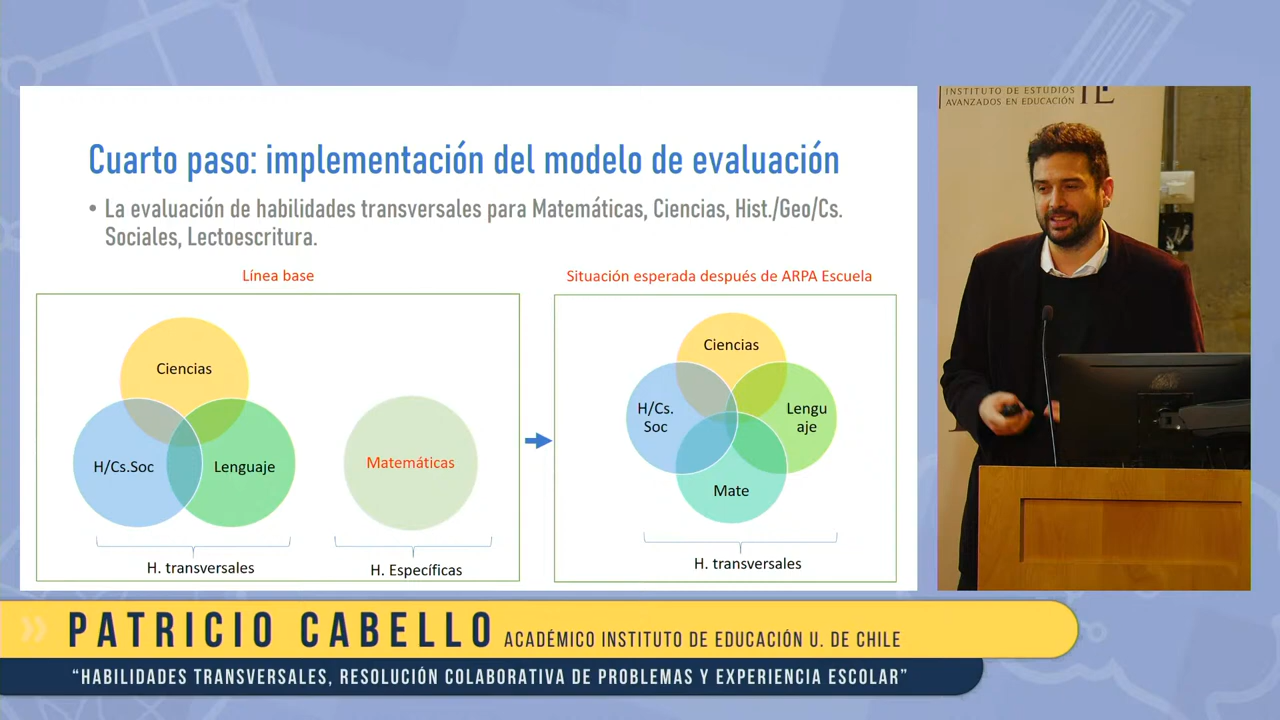 INSTITUTO DE ESTUDIOS
AVANZADOS EN EDUCACIÓN
IE
Cuarto paso: implementación del modelo de evaluación
• La evaluación de habilidades transversales para Matemáticas, Ciencias, Hist./Geo/Cs.
Sociales, Lectoescritura.
Línea base
Situación esperada después de ARPA Escuela
Ciencias
H/Cs.Soc
Lenguaje
Matemáticas
H. transversales
H. Específicas
Ciencias
H/Cs.
Soc
Lengu
aje
Mate
H. transversales
PATRICIO CABELLO ACADÉMICO INSTITUTO DE EDUCACIÓN U. DE CHILE
“HABILIDADES TRANSVERSALES, RESOLUCIÓN COLABORATIVA DE PROBLEMAS Y EXPERIENCIA ESCOLAR”